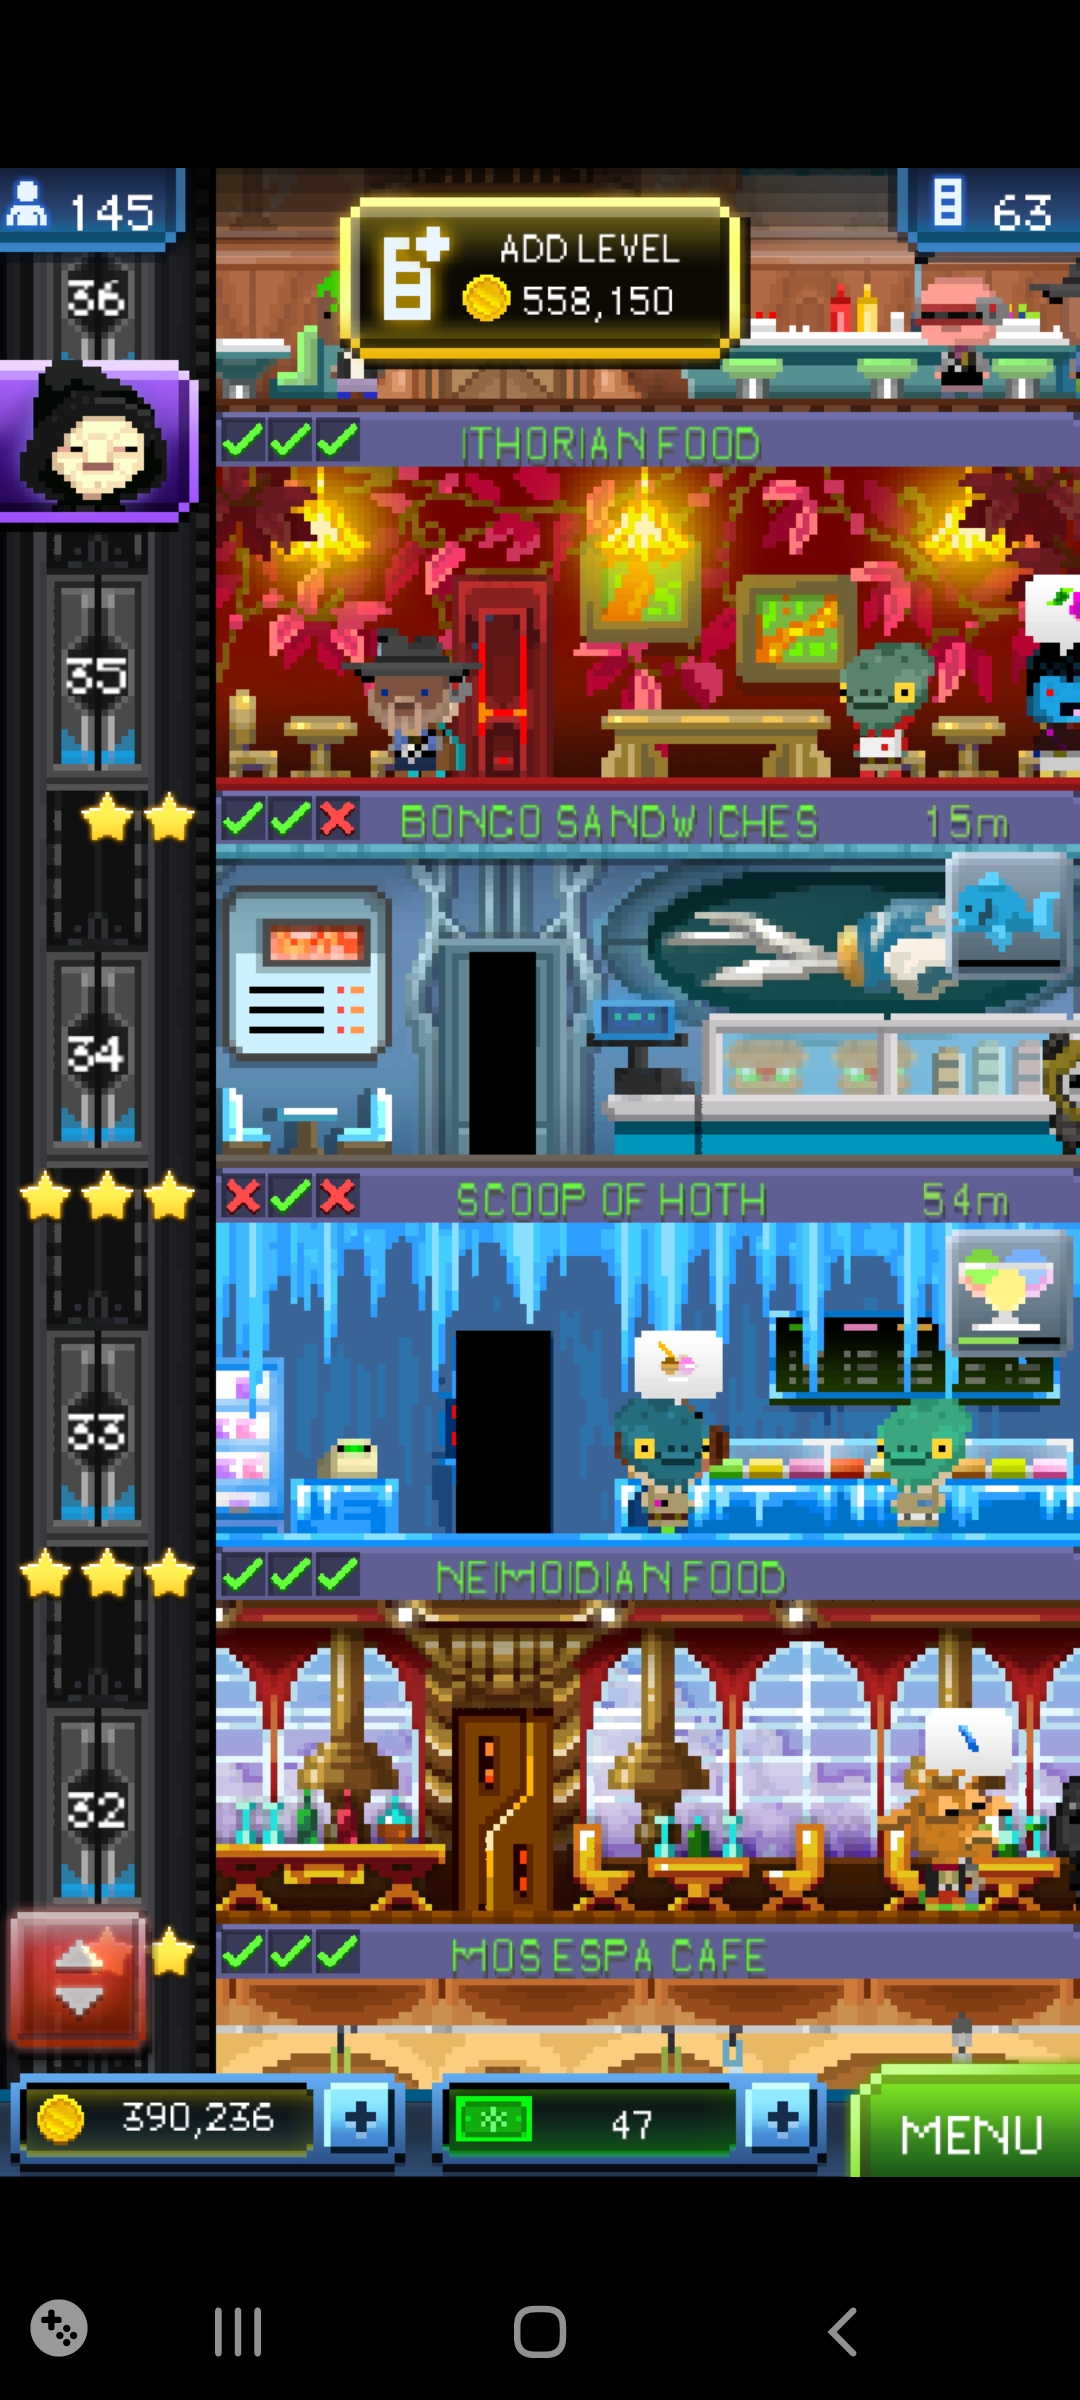 145
ADD LEVEL
558,150
63
36
ITHORIAN FOOD
35
BONGO SANDWICHES 15m
34
SCOOP OF HOTH 54m
33
NEIMOIDIAN FOOD
32
MOS ESPA CAFE
390,236
47
MENU